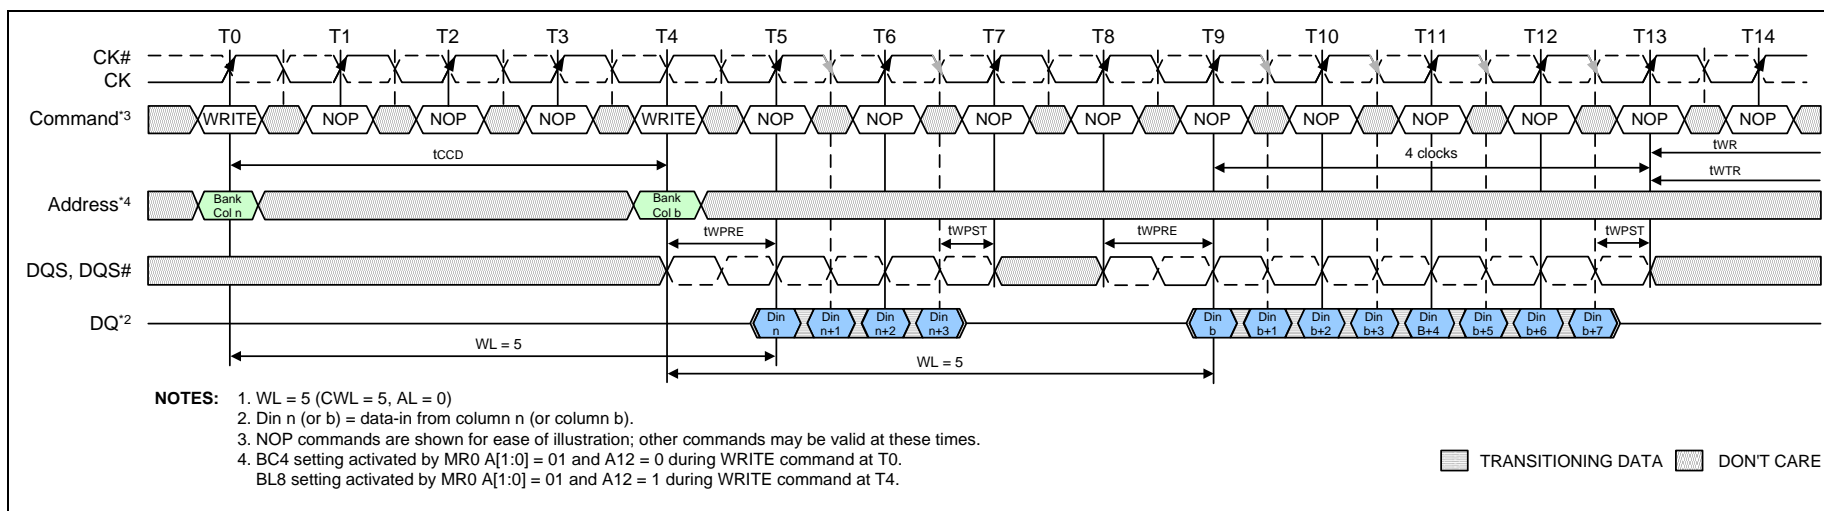 T0 T1 T2 T3 T4 T5 T6 T7 T8 T9 T10 T11 T12 T13 T14
CK#
CK
Command*3 WRITE NOP NOP NOP WRITE NOP NOP NOP NOP NOP NOP NOP NOP NOP NOP
tCCD 4 clocks tWR
tWTR
Address*4 Bank Col n Bank Col b
tWPRE tWPST tWPRE tWPST
DQS, DQS#
DQ*2 Din n Din n+1 Din n+2 Din n+3 Din b Din b+1 Din b+2 Din b+3 Din B+4 Din b+5 Din b+6 Din b+7
WL = 5
WL = 5
NOTES: 1. WL = 5 (CWL = 5, AL = 0)
2. Din n (or b) = data-in from column n (or column b).
3. NOP commands are shown for ease of illustration; other commands may be valid at these times.
4. BC4 setting activated by MR0 A[1:0] = 01 and A12 = 0 during WRITE command at T0.
BL8 setting activated by MR0 A[1:0] = 01 and A12 = 1 during WRITE command at T4.
TRANSITIONING DATA DON'T CARE